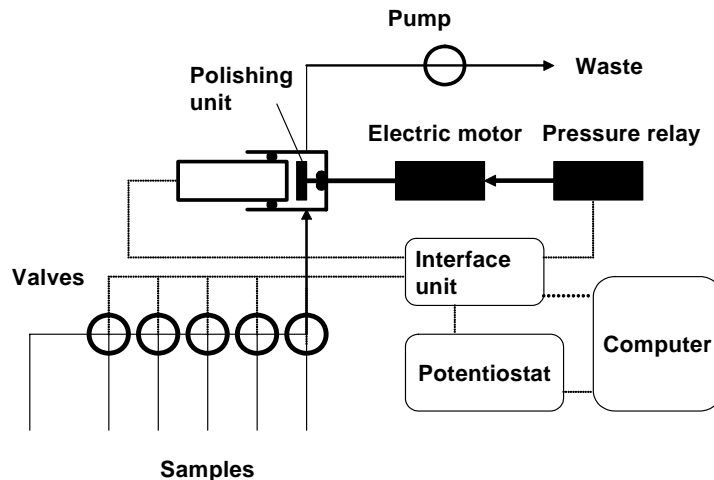 Pump
Waste
Polishing
unit
Electric motor
Pressure relay
Valves
Interface
unit
Computer
Potentiostat
Samples